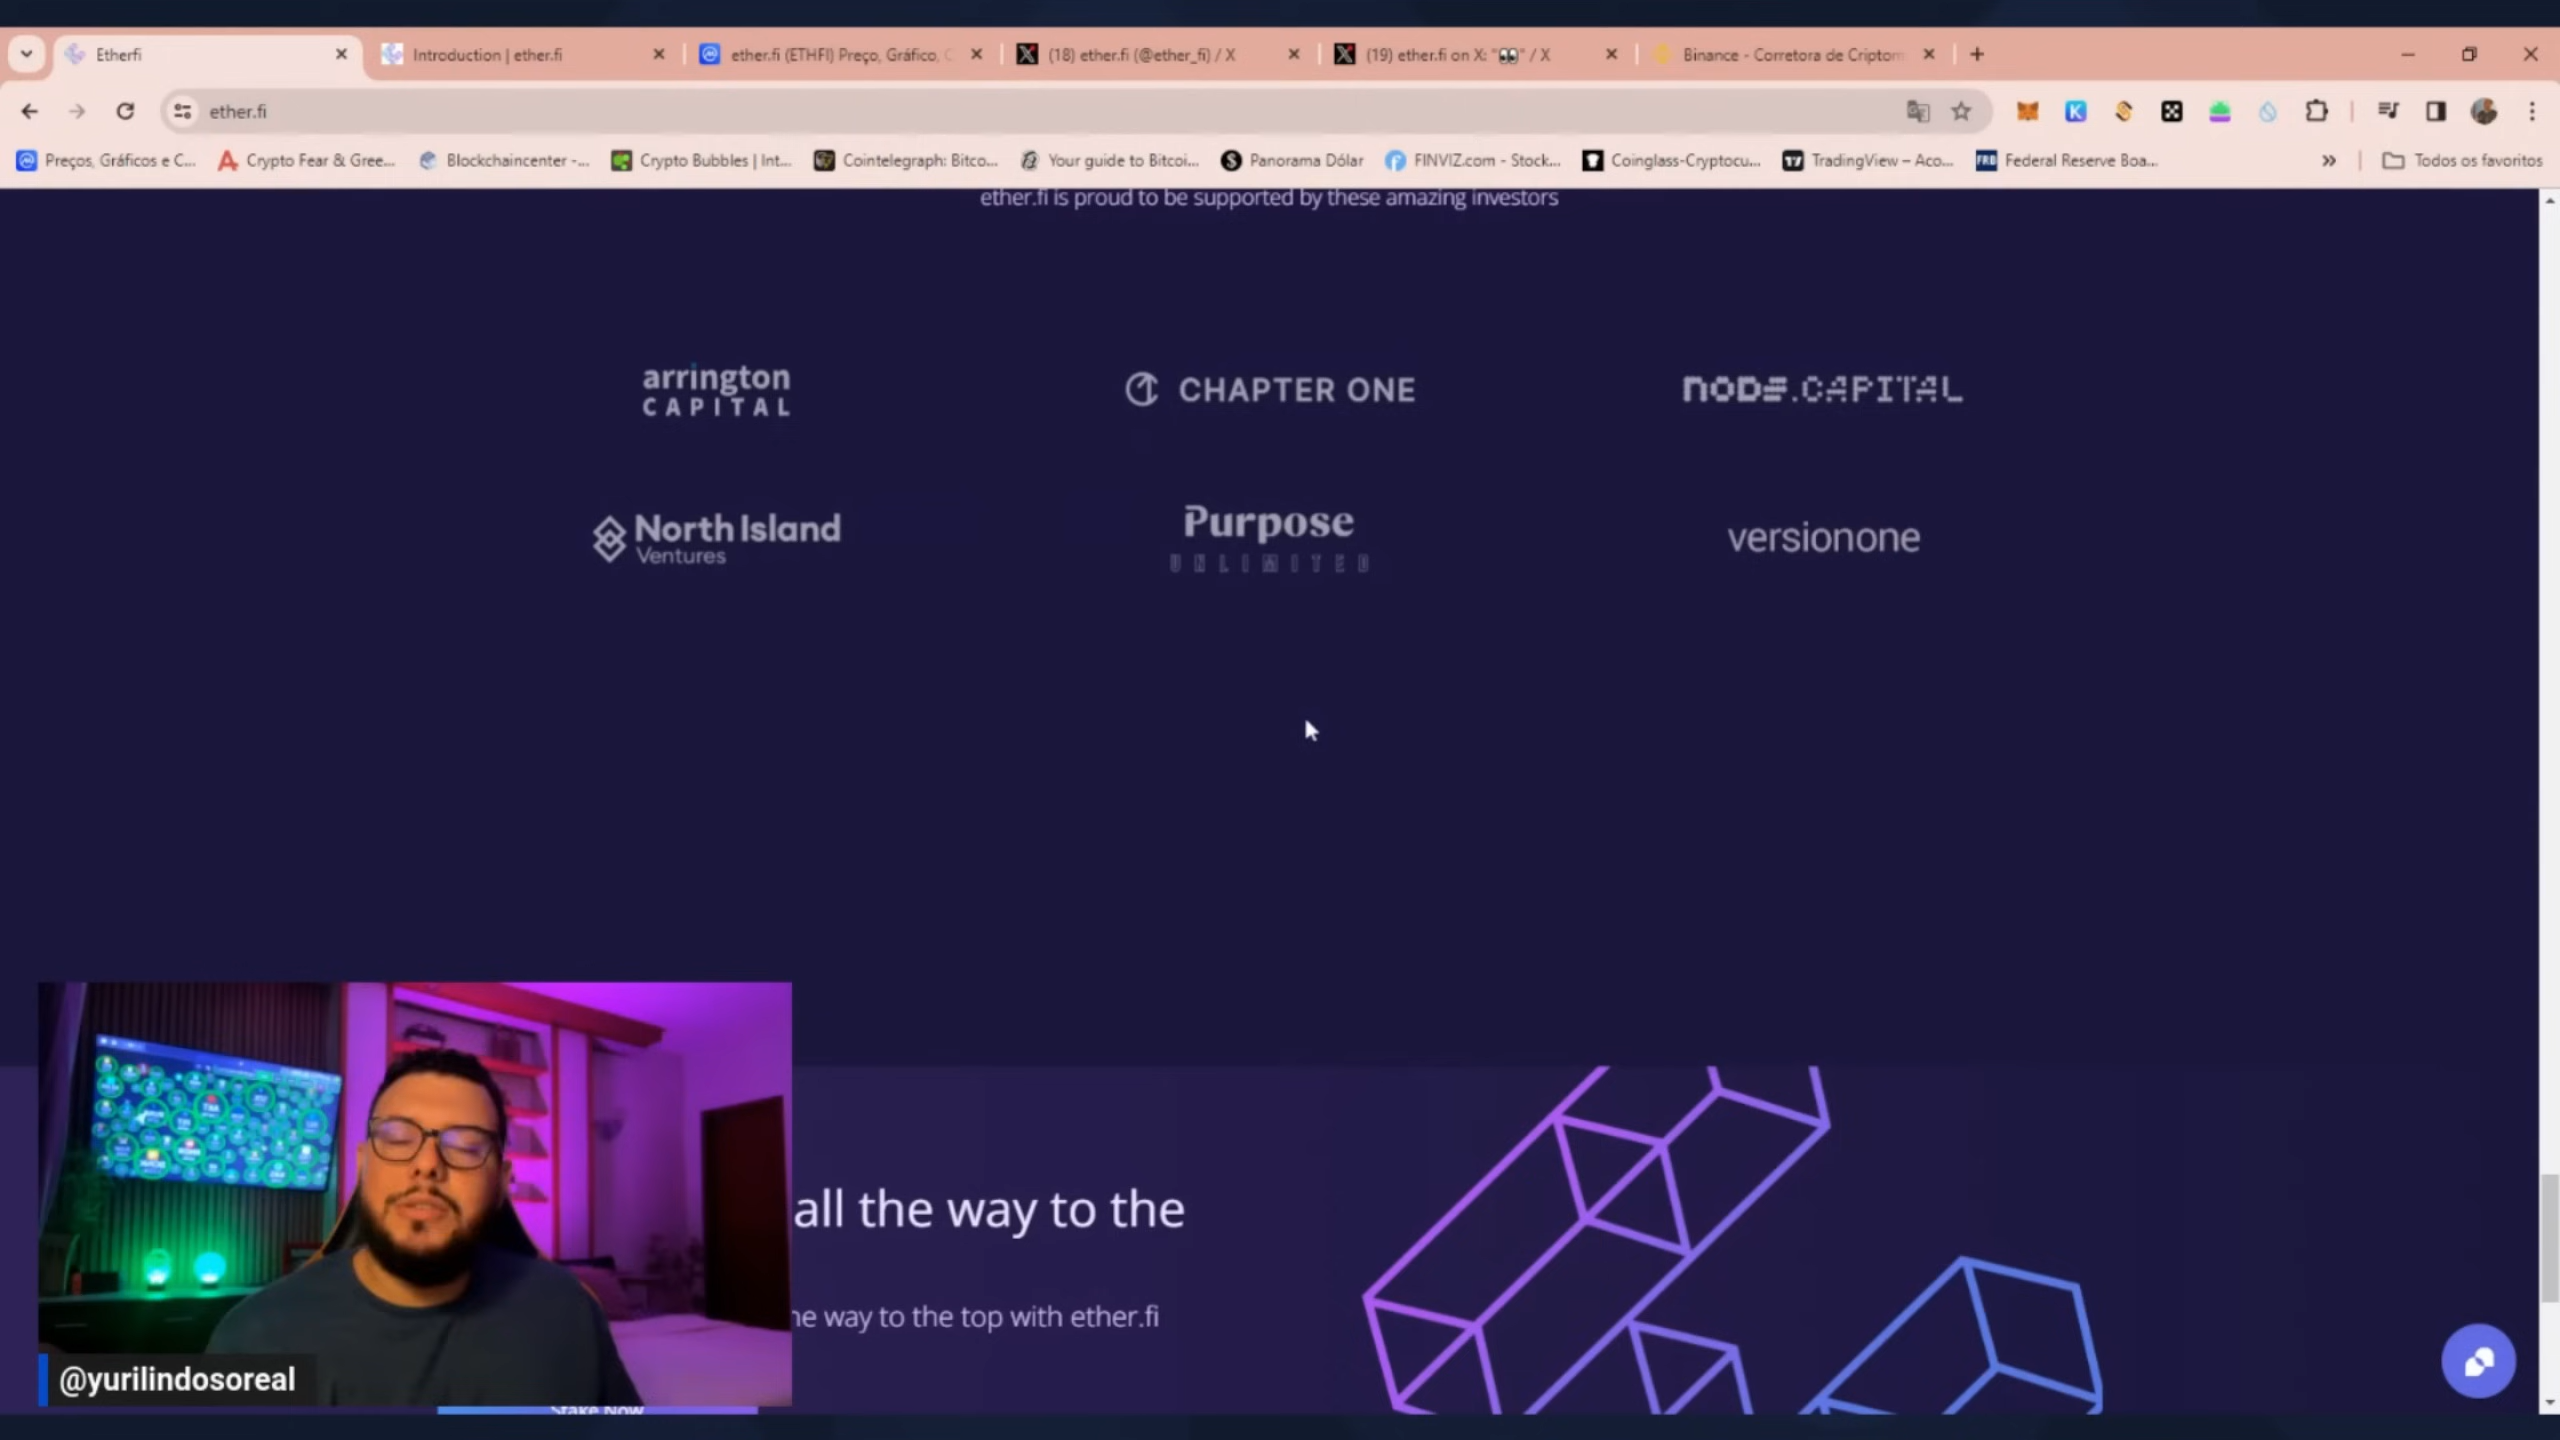 Etherfi
Introduction | ether.fi
ether.fi (ETHFI) Preço, Gráfico, C
(18) ether.fi (@ether_fi) / X
(19) ether.fi on X: "👀" / X
Binance - Corretora de Criptom
ether.fi
Preços, Gráficos e C...
Crypto Fear & Gree...
Blockchaincenter -...
Crypto Bubbles | Int...
Cointelegraph: Bitco...
Your guide to Bitcoi...
Panorama Dólar
FINVIZ.com - Stock...
Coinglass-Cryptocu...
TradingView – Aco...
FRB
Federal Reserve Boa...
Todos os favoritos
ether.fi is proud to be supported by these amazing investors
arrington
CAPITAL
CHAPTER ONE
NODE.CAPITAL
North Island
Ventures
Purpose
UNLIMITED
versionone
all the way to the
he way to the top with ether.fi
@yurilindosoreal
Stake Now